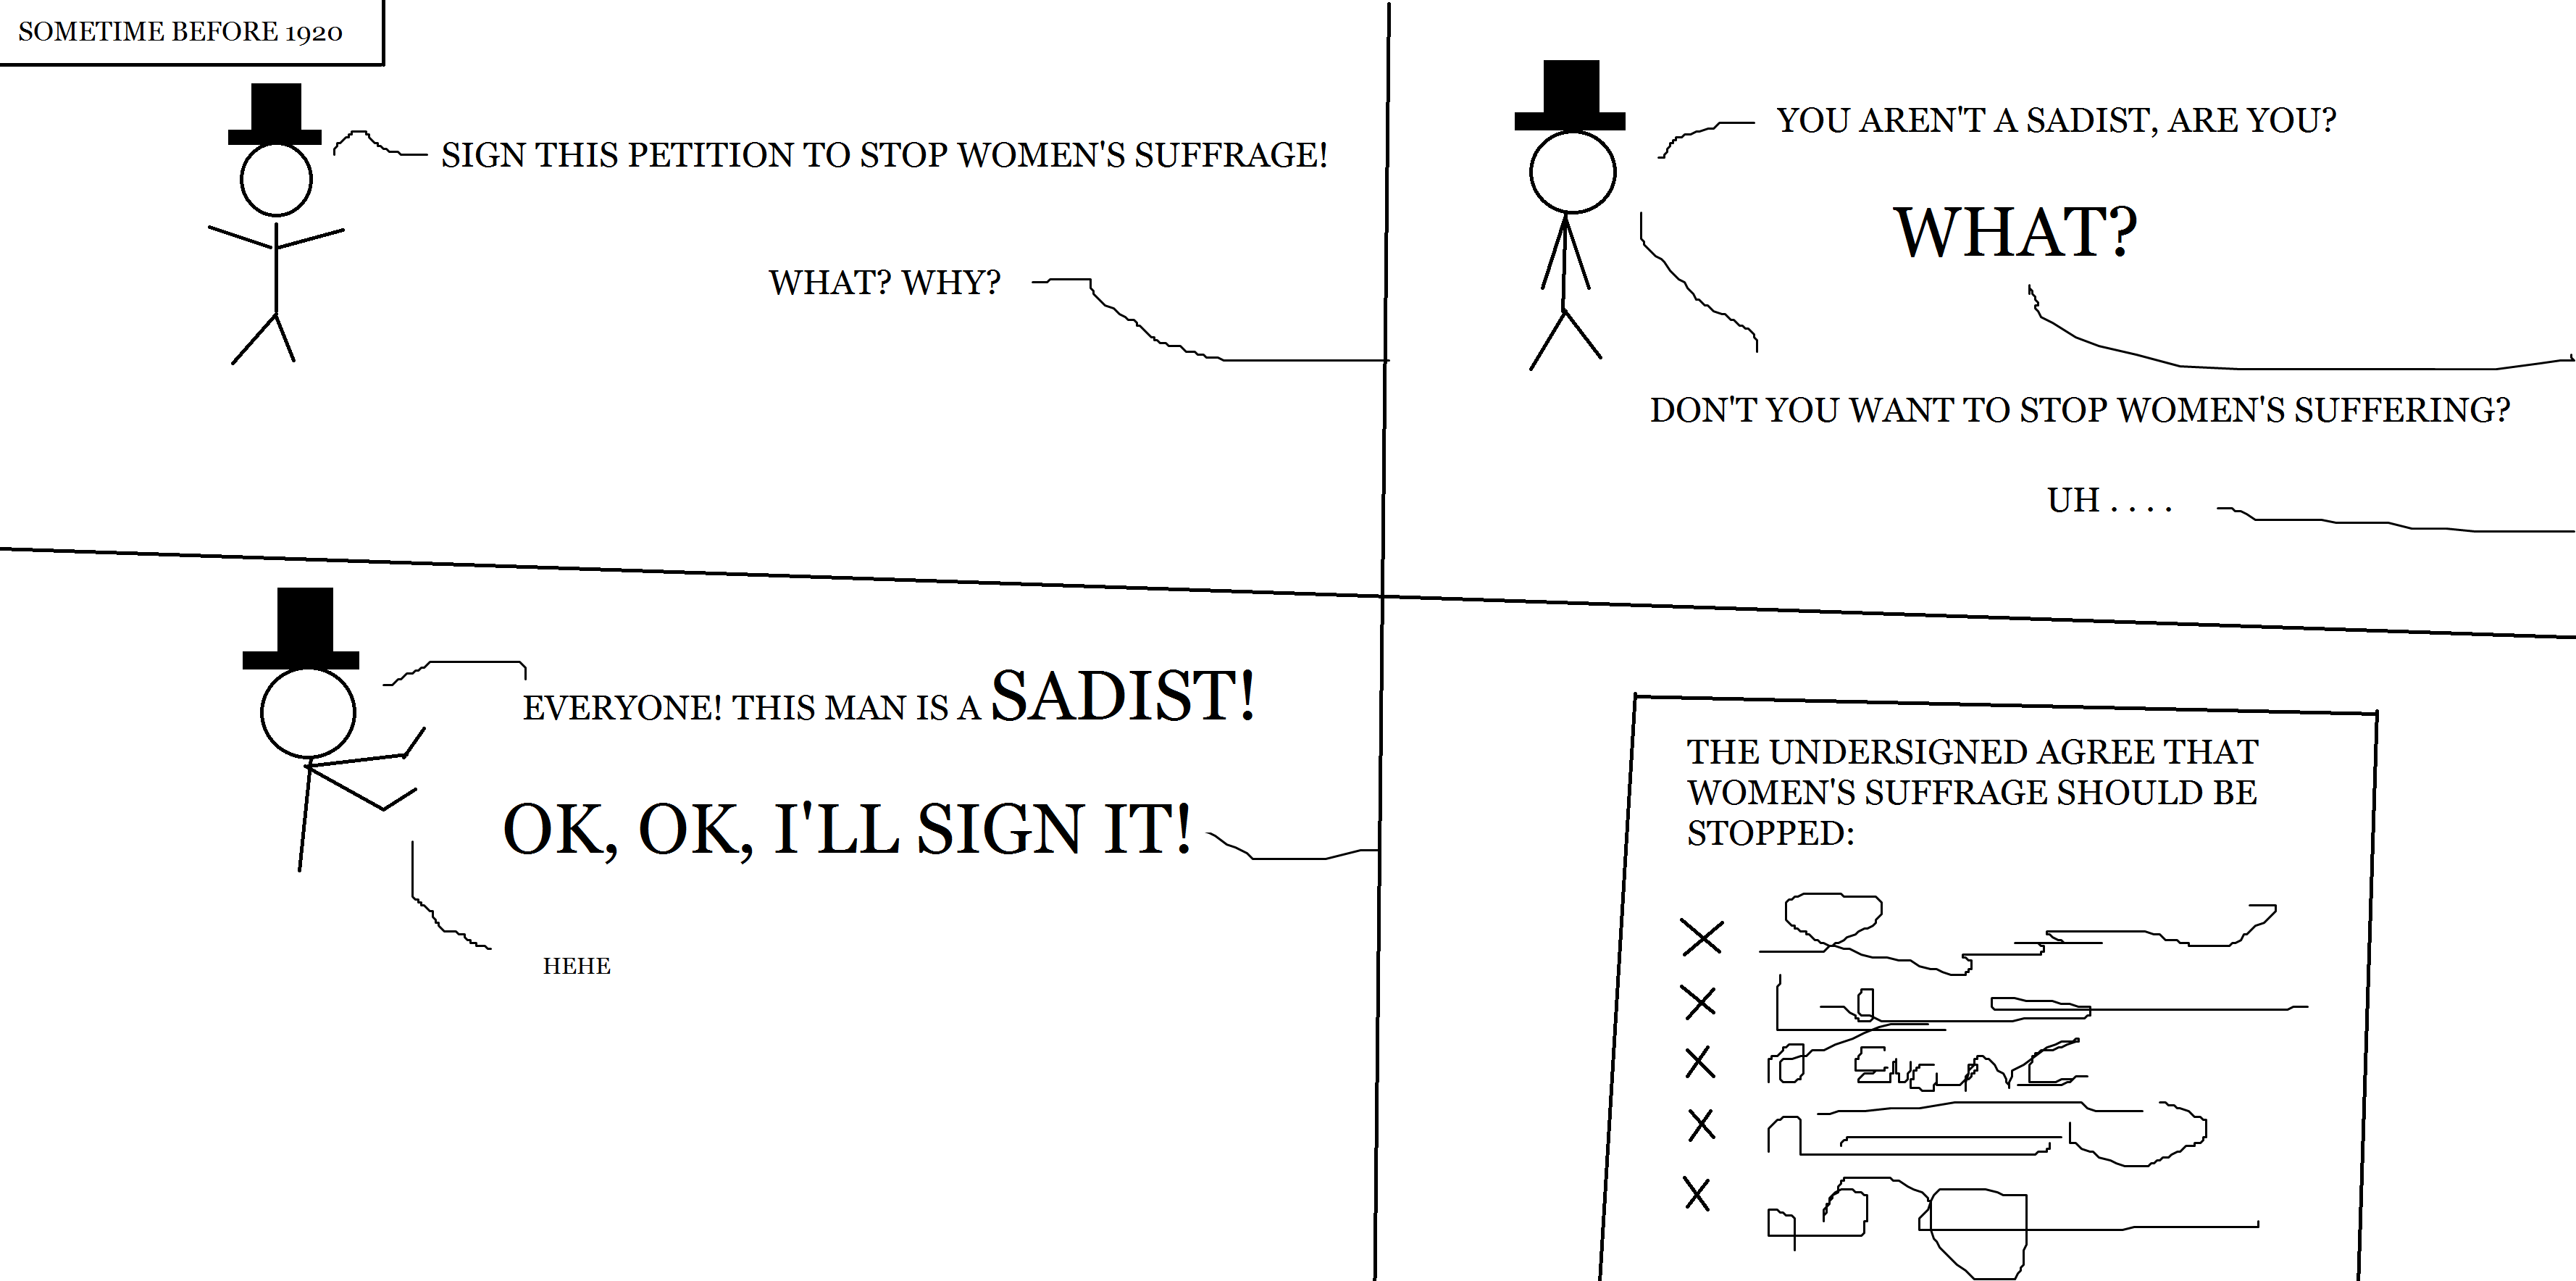 SOMETIME BEFORE 1920
SIGN THIS PETITION TO STOP WOMEN'S SUFFRAGE!
WHAT? WHY?
YOU AREN'T A SADIST, ARE YOU?
WHAT?
DON'T YOU WANT TO STOP WOMEN'S SUFFERING?
UH . . . .
EVERYONE! THIS MAN IS A SADIST!
OK, OK, I'LL SIGN IT!
HEHE
THE UNDERSIGNED AGREE THAT
WOMEN'S SUFFRAGE SHOULD BE
STOPPED: